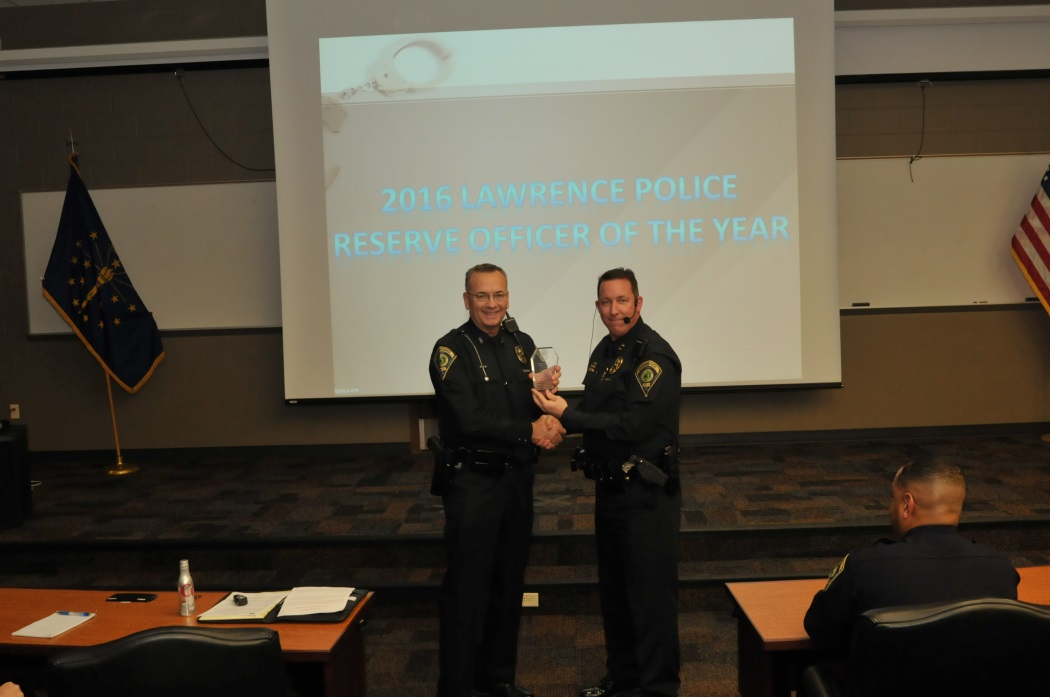 2016 LAWRENCE POLICE
RESERVE OFFICER OF THE YEAR